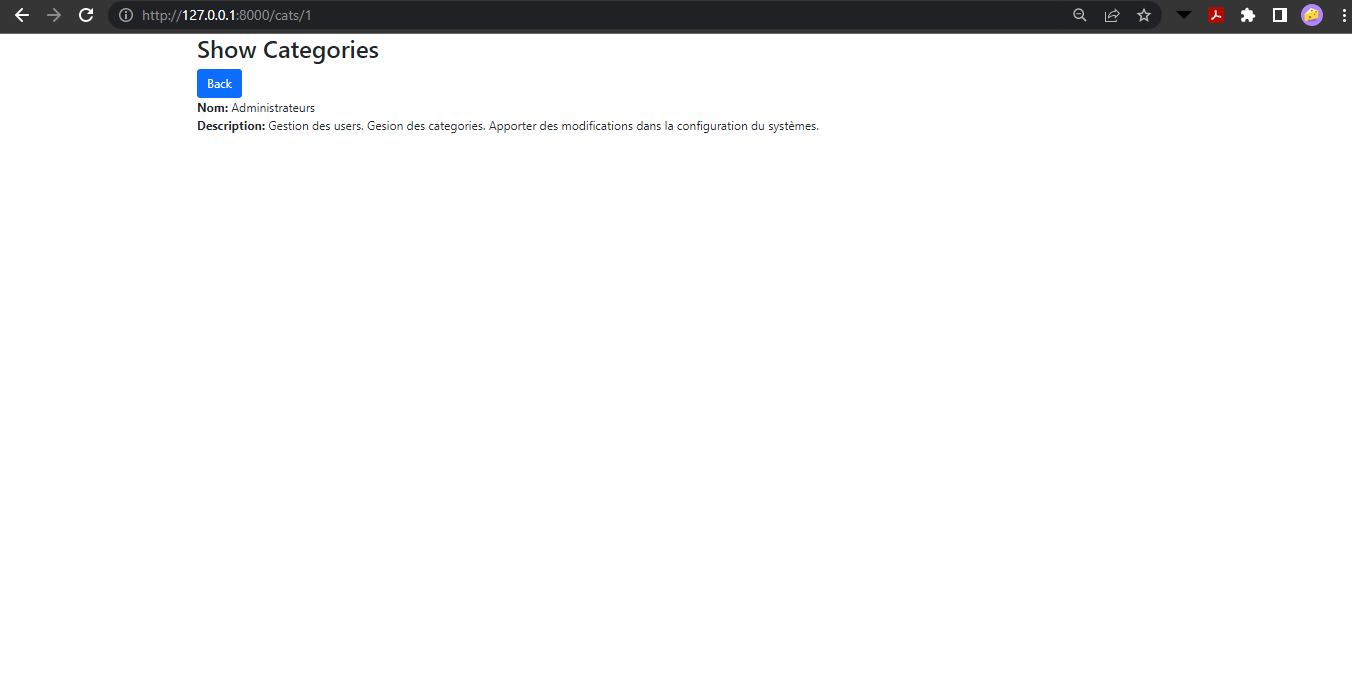 http://127.0.0.1:8000/cats/1
Show Categories
Back
Nom: Administrateurs
Description: Gestion des users. Gesion des categories. Apporter des modifications dans la configuration du systèmes.